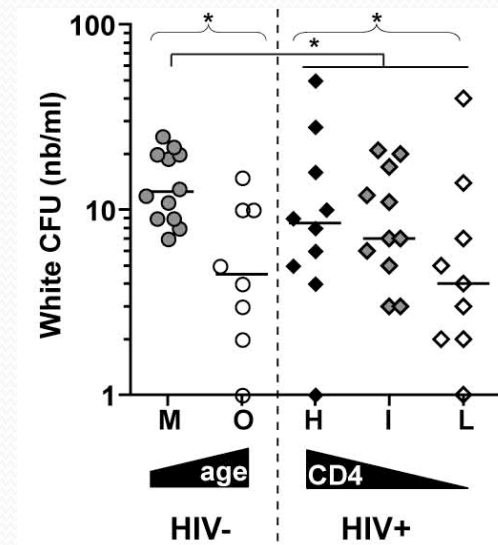 * *
*
100
10
1
White CFU (nb/ml)
M O H I L
age CD4
HIV- HIV+